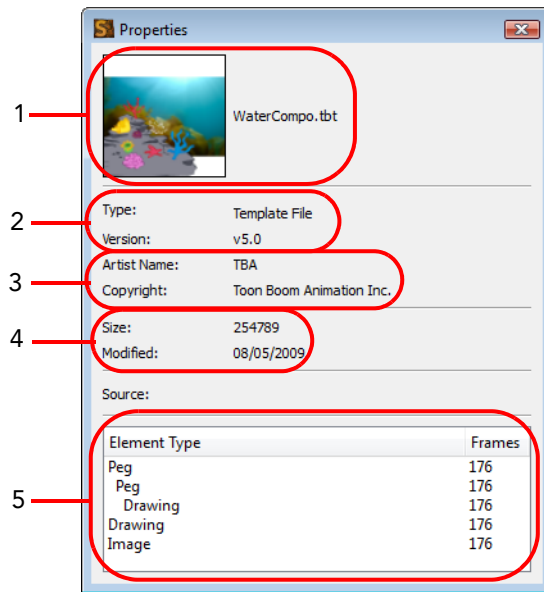 Properties
1
WaterCompo.tbt
2
Type: Template File
Version: v5.0
3
Artist Name: TBA
Copyright: Toon Boom Animation Inc.
4
Size: 254789
Modified: 08/05/2009
Source:
5
Element Type Frames
Peg 176
Peg 176
Drawing 176
Drawing 176
Image 176